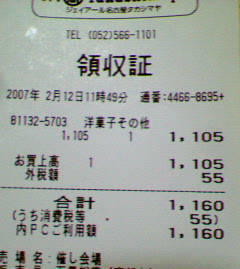 ジェイアール名古屋タカシマヤ
TEL (052)566-1101
領収証
2007年 2月12日11時49分 通番:4466-8695+
81132-5703 洋菓子その他
1,105 1 1,105
お買上高 1 1,105
外税額 55
合計 1,160
(うち消費税等 55)
内PCご利用額 1,160
売 場 名: 催し会場